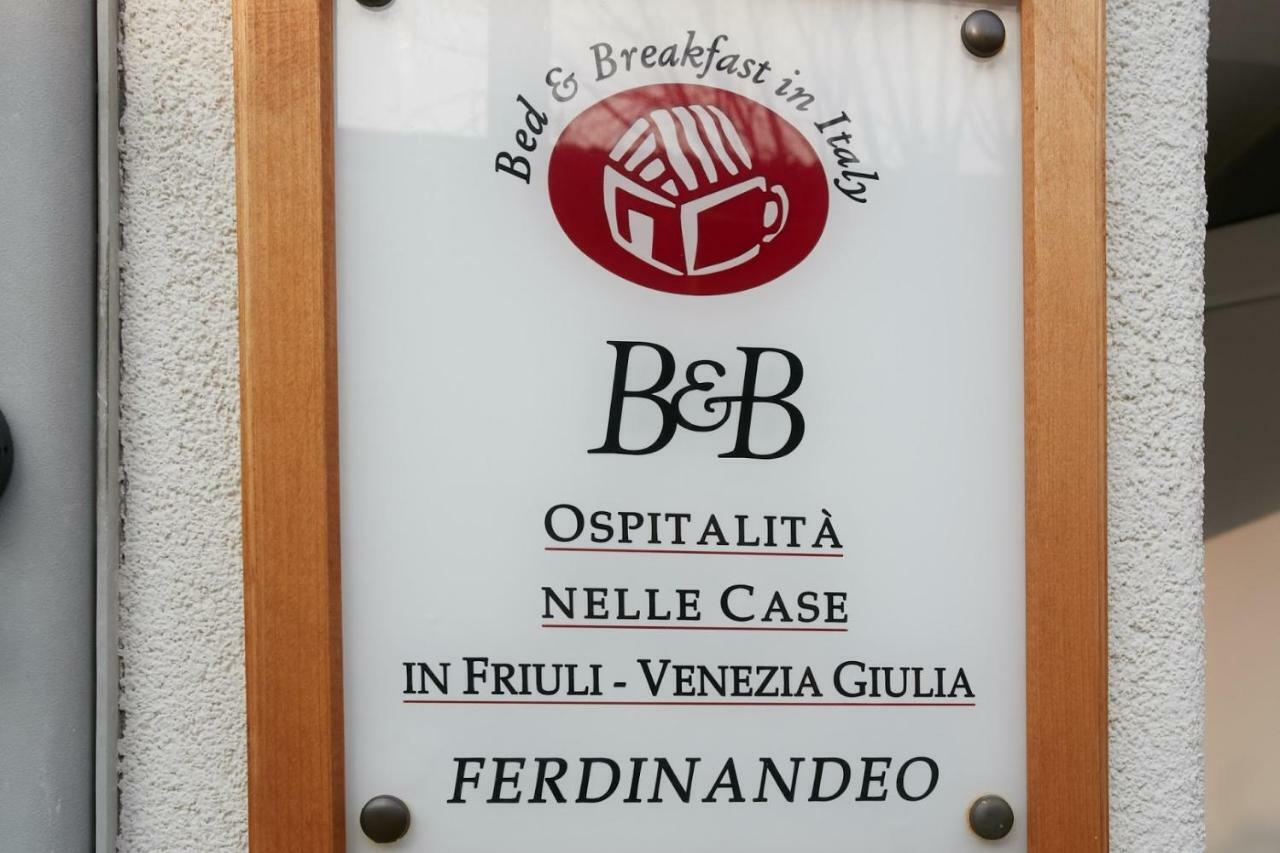 Bed & Breakfast in Italy
B&B
OSPITALITÀ
NELLE CASE
IN FRIULI - VENEZIA GIULIA
FERDINANDEO